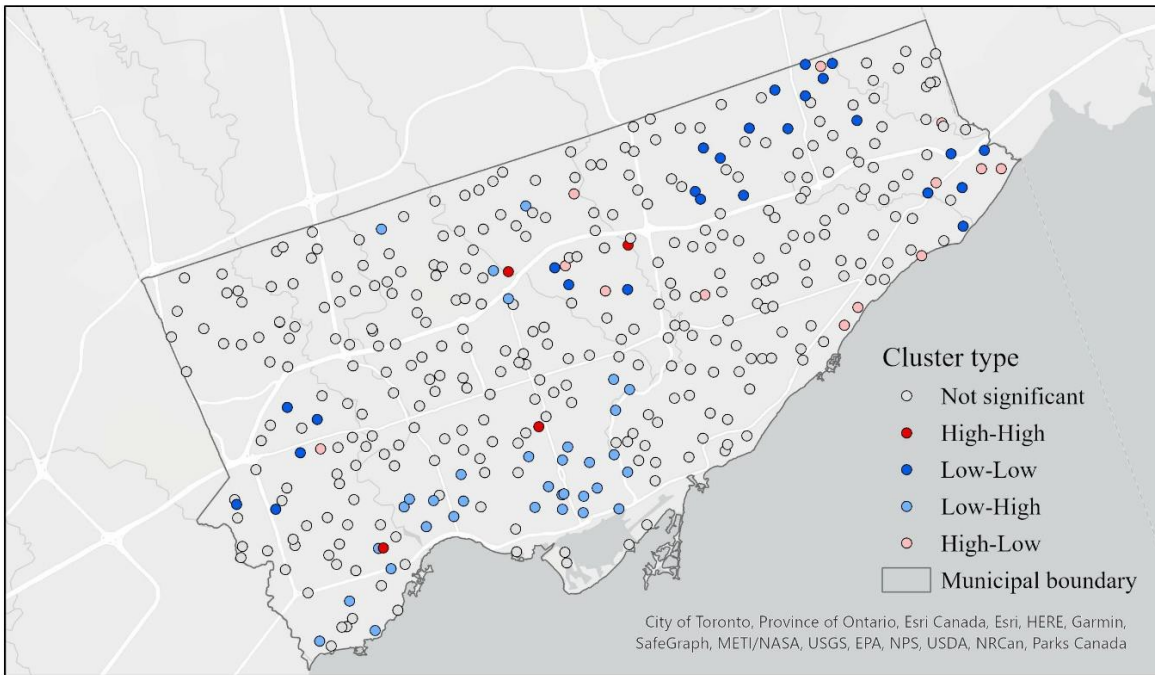 Cluster type
Not significant
High-High
Low-Low
Low-High
High-Low
Municipal boundary
City of Toronto, Province of Ontario, Esri Canada, Esri, HERE, Garmin,
SafeGraph, METI/NASA, USGS, EPA, NPS, USDA, NRCan, Parks Canada